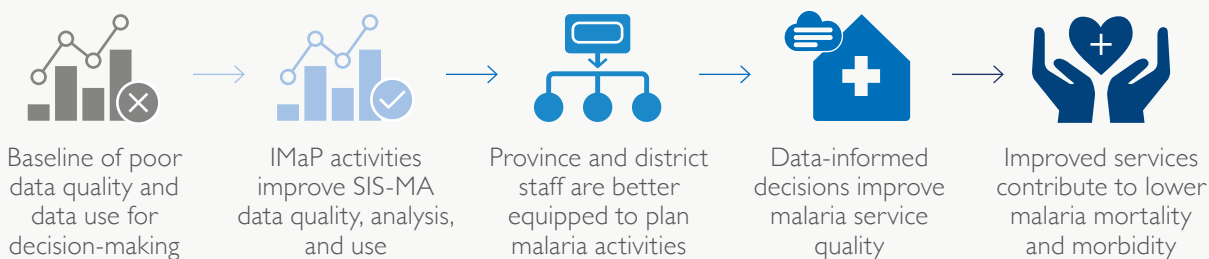 Baseline of poor
data quality and
data use for
decision-making
IMaP activities
improve SIS-MA
data quality, analysis,
and use
Province and district
staff are better
equipped to plan
malaria activities
Data-informed
decisions improve
malaria service
quality
Improved services
contribute to lower
malaria mortality
and morbidity